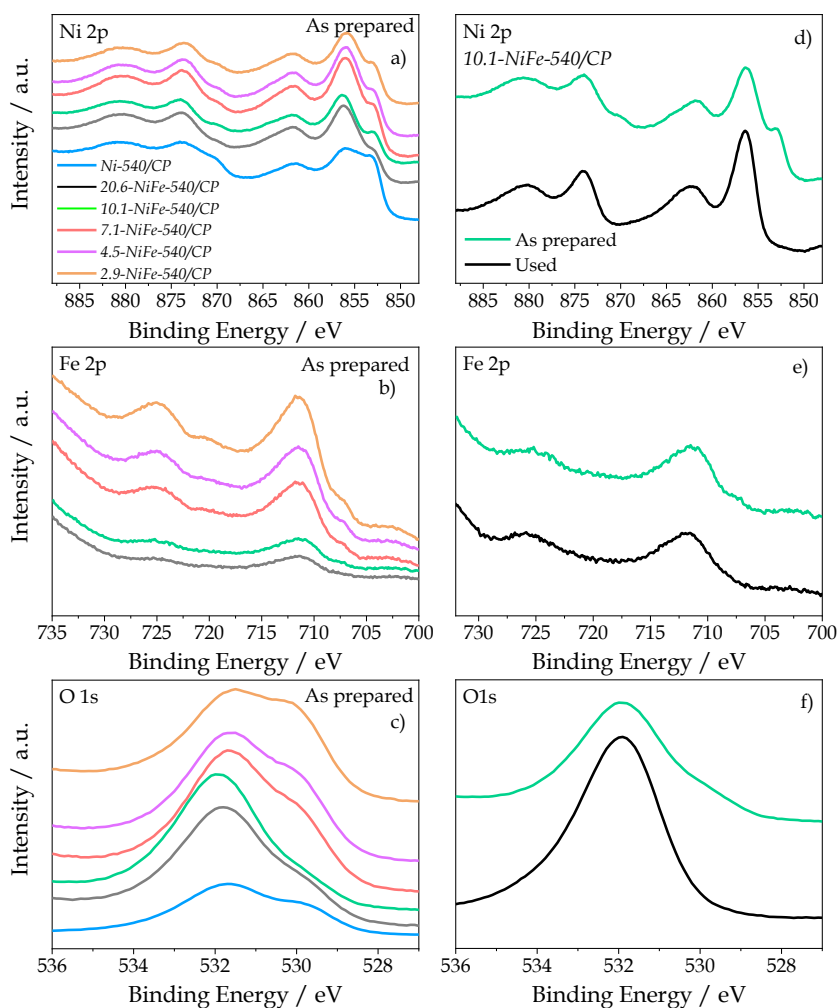 Ni 2p
As prepared
a)
Intensity / a.u.
Ni-540/CP
20.6-NiFe-540/CP
10.1-NiFe-540/CP
7.1-NiFe-540/CP
4.5-NiFe-540/CP
2.9-NiFe-540/CP
885 880 875 870 865 860 855 850
Binding Energy / eV
Ni 2p
d)
10.1-NiFe-540/CP
Intensity / a.u.
As prepared
Used
885 880 875 870 865 860 855 850
Binding Energy / eV
Fe 2p
As prepared
b)
Intensity / a.u.
735 730 725 720 715 710 705 700
Binding Energy / eV
Fe 2p
e)
Intensity / a.u.
730 725 720 715 710 705 700
Binding Energy / eV
O 1s
As prepared
c)
Intensity / a.u.
536 534 532 530 528
Binding Energy / eV
O1s
f)
Intensity / a.u.
536 534 532 530 528
Binding Energy / eV